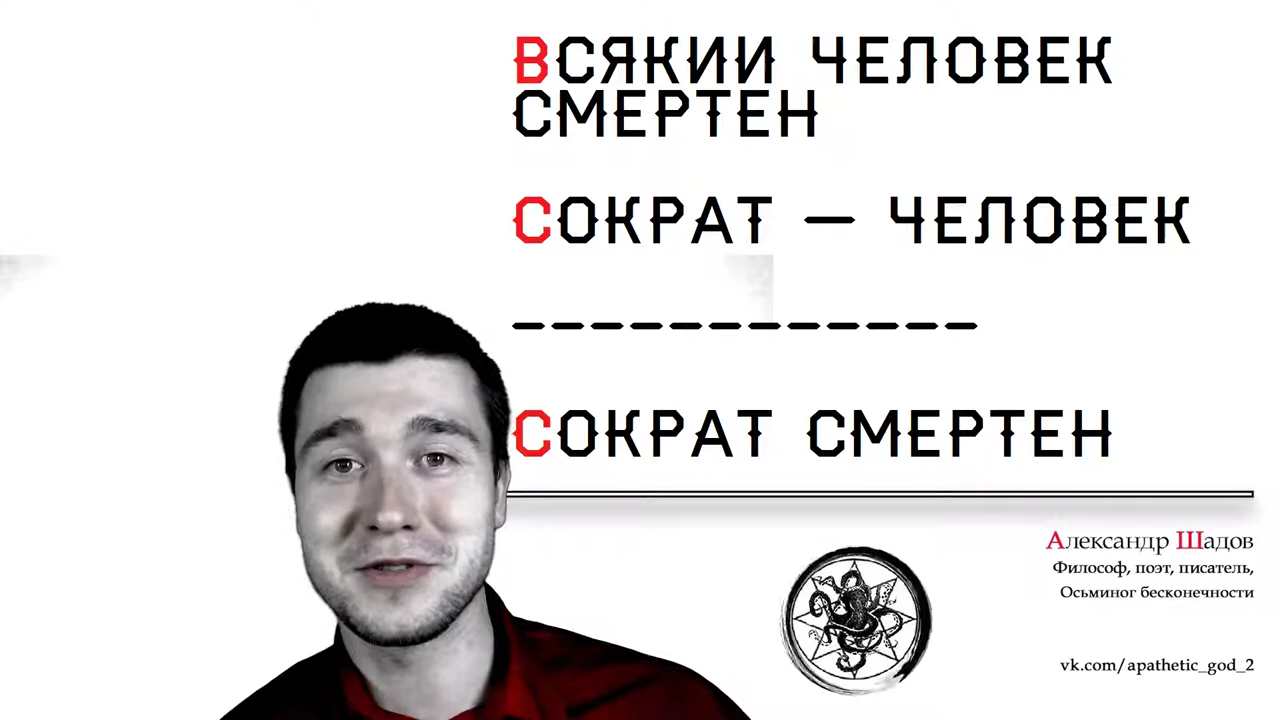 ВСЯКИИ ЧЕЛОВЕК
СМЕРТЕН
СОКРАТ — ЧЕЛОВЕК
------------
СОКРАТ СМЕРТЕН
Александр Шадов
Философ, поэт, писатель,
Осьминог бесконечности
vk.com/apathetic_god_2